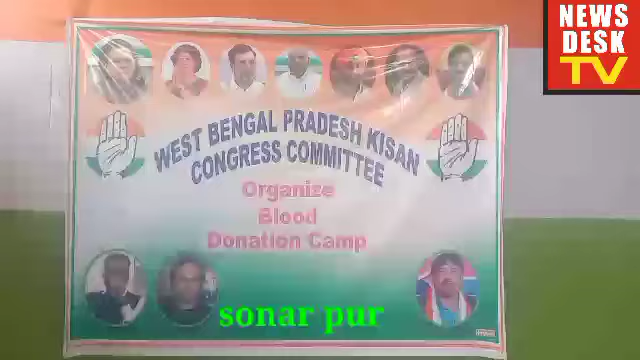 NEWS
DESK
TV
WEST BENGAL PRADESH KISAN
CONGRESS COMMITTEE
Organize
Blood
Donation Camp
sonar pur